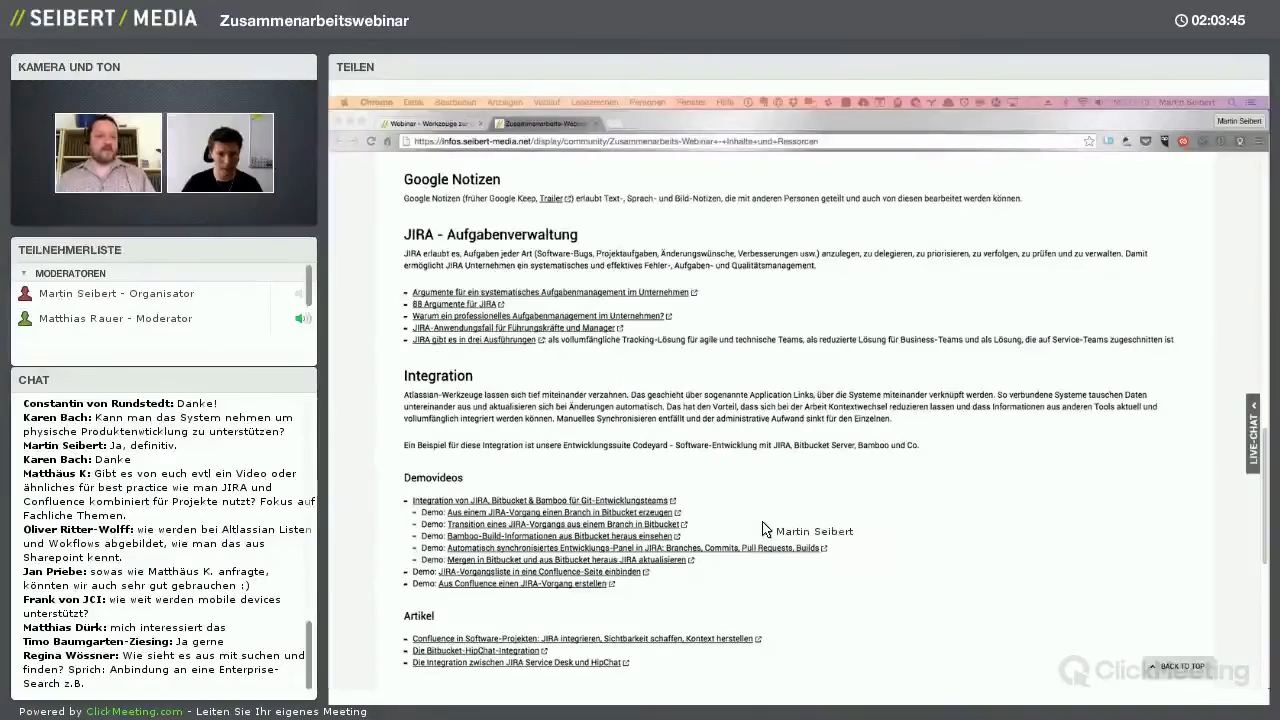 // SEIBERT / MEDIA
Zusammenarbeitswebinar
02:03:45
KAMERA UND TON
TEILNEHMERLISTE
MODERATOREN
Martin Seibert - Organisator
Matthias Rauer - Moderator
CHAT
Constantin von Rundstedt: Danke!
Karen Bach: Kann man das System nehmen um
physische Produktenwicklung zu unterstützen?
Martin Seibert: Ja, definitiv.
Karen Bach: Danke
Matthäus K: Gibt es von euch evtl ein Video oder
ähnliches für best practice wie man JIRA und
Confluence kombiniert für Projekte nuzt? Fokus auf
Fachliche Themen.
Oliver Ritter-Wolff: wie werden bei Atlassian Listen
und Wokflows abgebildet, wie man das aus
Sharepoint kennt.
Jan Priebe: sowas wie Matthäus K. anfragte,
könnten wir auch sehr gut gebrauchen :)
Frank von JCI: wie weit werden mobile devices
unterstützt?
Matthias Dürk: mich interessiert das
Timo Baumgarten-Ziesing: Ja gerne
Regina Wössner: Wie sieht es aus mit suchen und
finden? Sprich: Anbindung an eine Enterprise-
Search z.B.
TEILEN
Chrome Datei Bearbeiten Anzeigen Verlauf Lesezeichen Personen Fenster Hilfe Martin Seibert
Webinar - Werkzeuge zur
Zusammenarbeits-Webin
Martin Seibert
https://infos.seibert-media.net/display/community/Zusammenarbeits-Webinar+-+Inhalte+und+Ressorcen
Google Notizen
Google Notizen (früher Google Keep, Trailer) erlaubt Text-, Sprach- und Bild-Notizen, die mit anderen Personen geteilt und auch von diesen bearbeitet werden können.
JIRA - Aufgabenverwaltung
JIRA erlaubt es, Aufgaben jeder Art (Software-Bugs, Projektaufgaben, Änderungswünsche, Verbesserungen usw.) anzulegen, zu delegieren, zu priorisieren, zu verfolgen, zu prüfen und zu verwalten. Damit
ermöglicht JIRA Unternehmen ein systematisches und effektives Fehler-, Aufgaben- und Qualitätsmanagement.
Argumente für ein systematisches Aufgabenmanagement im Unternehmen
88 Argumente für JIRA
Warum ein professionelles Aufgabenmanagement im Unternehmen?
JIRA-Anwendungsfall für Führungskräfte und Manager
JIRA gibt es in drei Ausführungen: als vollumfängliche Tracking-Lösung für agile und technische Teams, als reduzierte Lösung für Business-Teams und als Lösung, die auf Service-Teams zugeschnitten ist
Integration
Atlassian-Werkzeuge lassen sich tief miteinander verzahnen. Das geschieht über sogenannte Application Links, über die Systeme miteinander verknüpft werden. So verbundene Systeme tauschen Daten
untereinander aus und aktualisieren sich bei Änderungen automatisch. Das hat den Vorteil, dass sich bei der Arbeit Kontextwechsel reduzieren lassen und dass Informationen aus anderen Tools aktuell und
vollumfänglich integriert werden können. Manuelles Synchronisieren entfällt und der administrative Aufwand sinkt für den Einzelnen.
Ein Beispiel für diese Integration ist unsere Entwicklungssuite Codeyard – Software-Entwicklung mit JIRA, Bitbucket Server, Bamboo und Co.
Demovideos
Integration von JIRA, Bitbucket & Bamboo für Git-Entwicklungsteams
Demo: Aus einem JIRA-Vorgang einen Branch in Bitbucket erzeugen
Demo: Transition eines JIRA-Vorgangs aus einem Branch in Bitbucket
Demo: Bamboo-Build-Informationen aus Bitbucket heraus einsehen
Demo: Automatisch synchronisiertes Entwicklungs-Panel in JIRA: Branches, Commits, Pull Requests, Builds
Demo: Mergen in Bitbucket und aus Bitbucket heraus JIRA aktualisieren
Demo: JIRA-Vorgangsliste in eine Confluence-Seite einbinden
Demo: Aus Confluence einen JIRA-Vorgang erstellen
Martin Seibert
Artikel
Confluence in Software-Projekten: JIRA integrieren, Sichtbarkeit schaffen, Kontext herstellen
Die Bitbucket-HipChat-Integration
Die Integration zwischen JIRA Service Desk und HipChat
BACK TO TOP
ClickMeeting
LIVE-CHAT
Powered by ClickMeeting.com - Leiten Sie Ihr eigenes Meeting